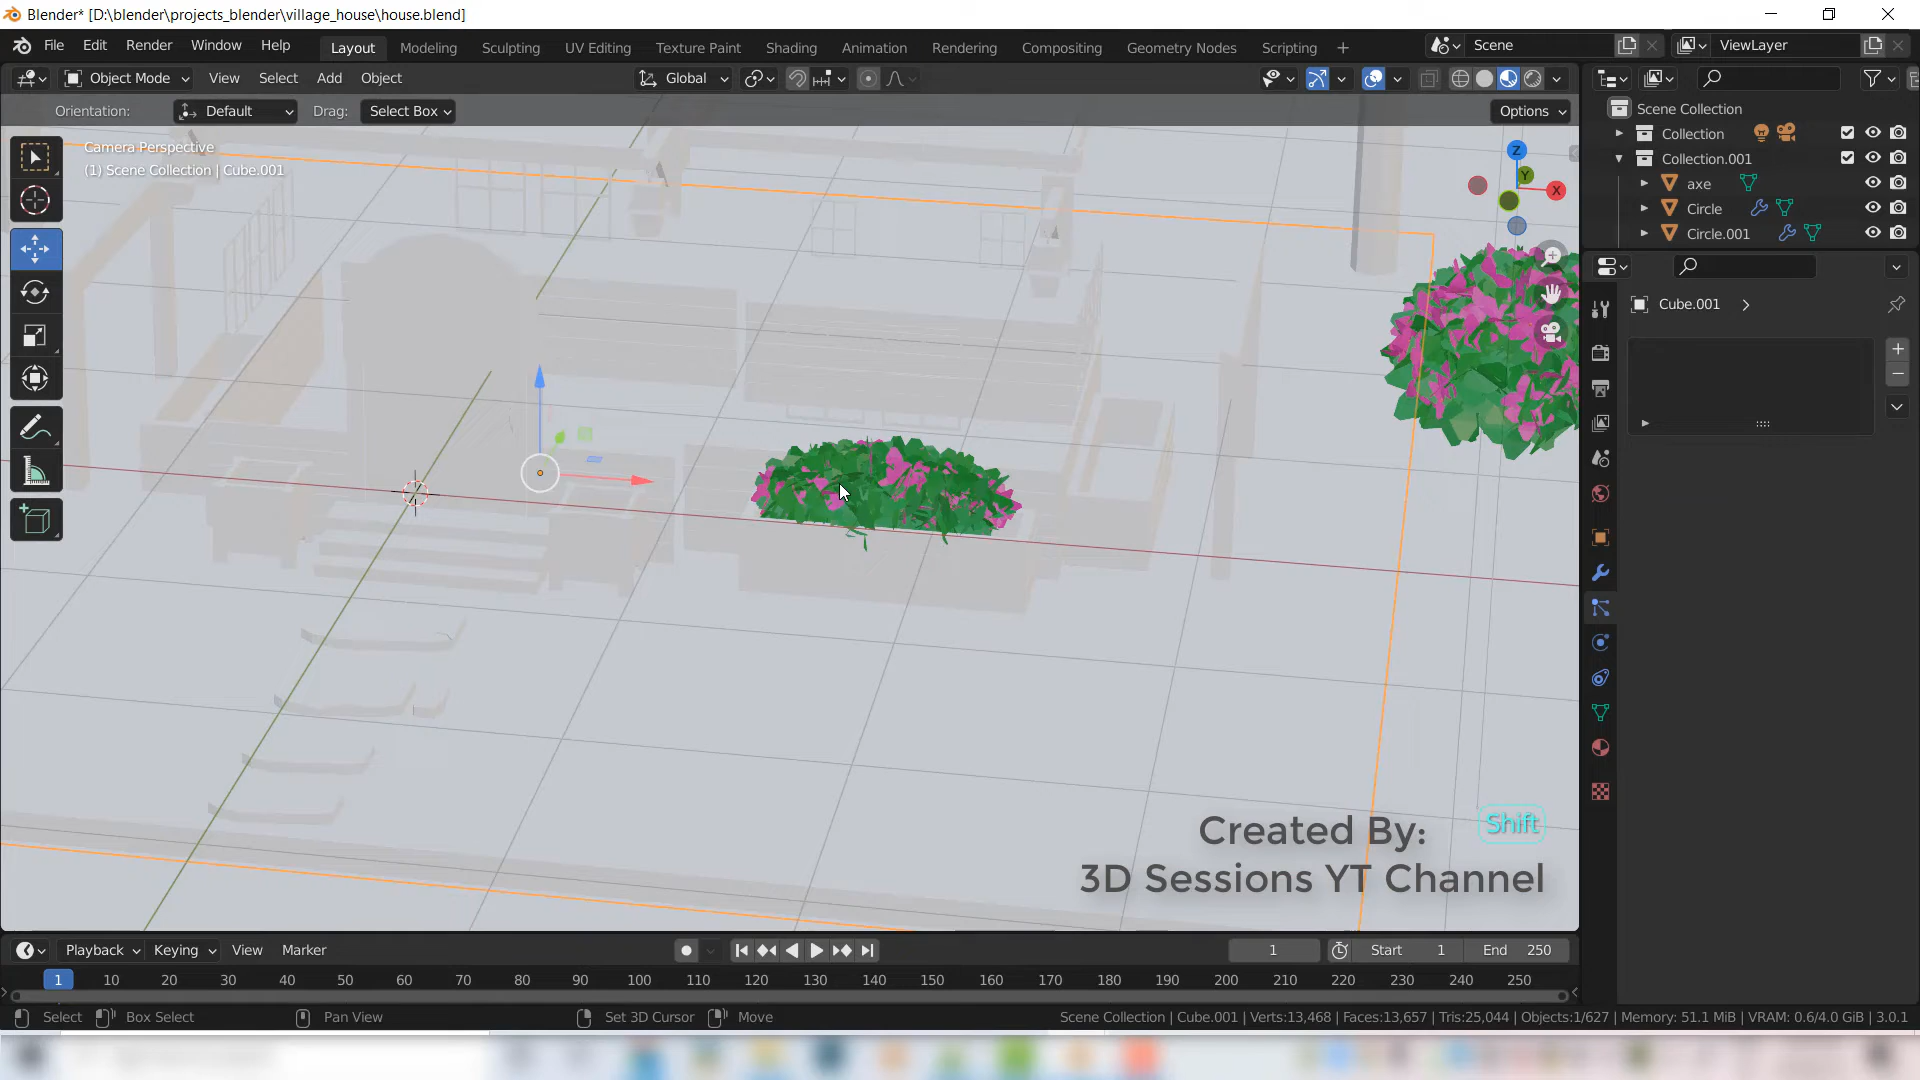 Blender* [D:\blender\projects_blender\village_house\house.blend]
File Edit Render Window Help Layout Modeling Sculpting UV Editing Texture Paint Shading Animation Rendering Compositing Geometry Nodes Scripting + Scene ViewLayer
Object Mode View Select Add Object Global
Orientation: Default Drag: Select Box Options
Scene Collection
Collection
Collection.001
axe
Circle
Circle.001
Camera Perspective
(1) Scene Collection | Cube.001
Z
Y
X
Cube.001
Shift
Created By:
3D Sessions YT Channel
Playback Keying View Marker 1 Start 1 End 250
1 10 20 30 40 50 60 70 80 90 100 110 120 130 140 150 160 170 180 190 200 210 220 230 240 250
Select Box Select Pan View Set 3D Cursor Move Scene Collection | Cube.001 | Verts:13,468 | Faces:13,657 | Tris:25,044 | Objects:1/627 | Memory: 51.1 MiB | VRAM: 0.6/4.0 GiB | 3.0.1